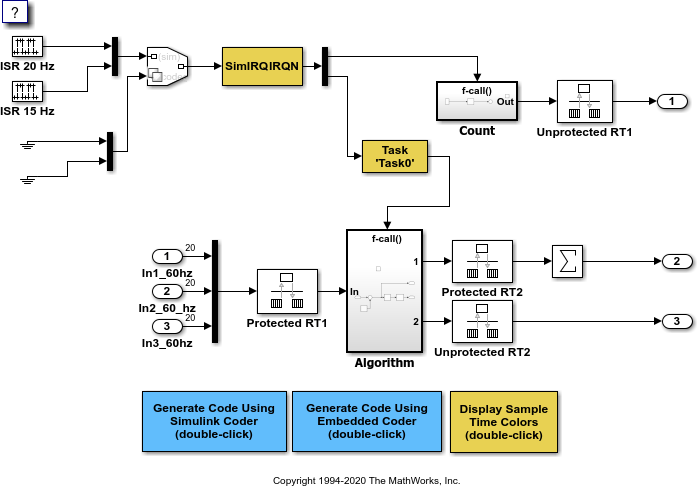 ?
ISR 20 Hz
ISR 15 Hz
(sim)
code
SimIRQIRQN
f-call()
Out
Count
Unprotected RT1
1
Task
'Task0'
1
In1_60hz
20
2
In2_60_hz
20
3
In3_60hz
20
Protected RT1
f-call()
In
1
2
Algorithm
Protected RT2
Unprotected RT2
Σ
2
3
Generate Code Using
Simulink Coder
(double-click)
Generate Code Using
Embedded Coder
(double-click)
Display Sample
Time Colors
(double-click)
Copyright 1994-2020 The MathWorks, Inc.